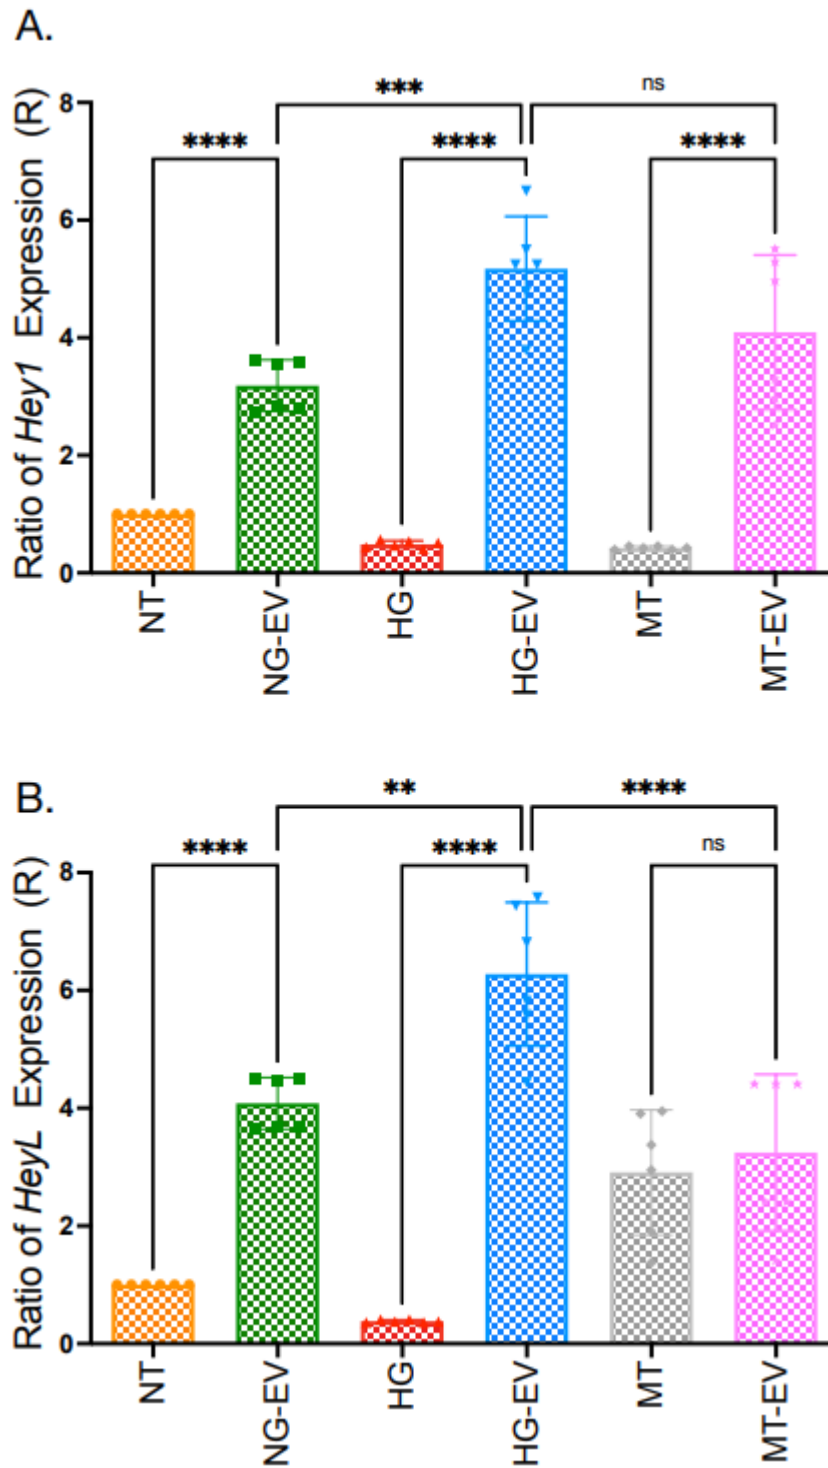 A.
*** ns
**** **** ****
Ratio of Hey1 Expression (R)
8
6
4
2
0
NT NG-EV HG HG-EV MT MT-EV
B.
** ****
**** **** ns
Ratio of HeyL Expression (R)
8
6
4
2
0
NT NG-EV HG HG-EV MT MT-EV